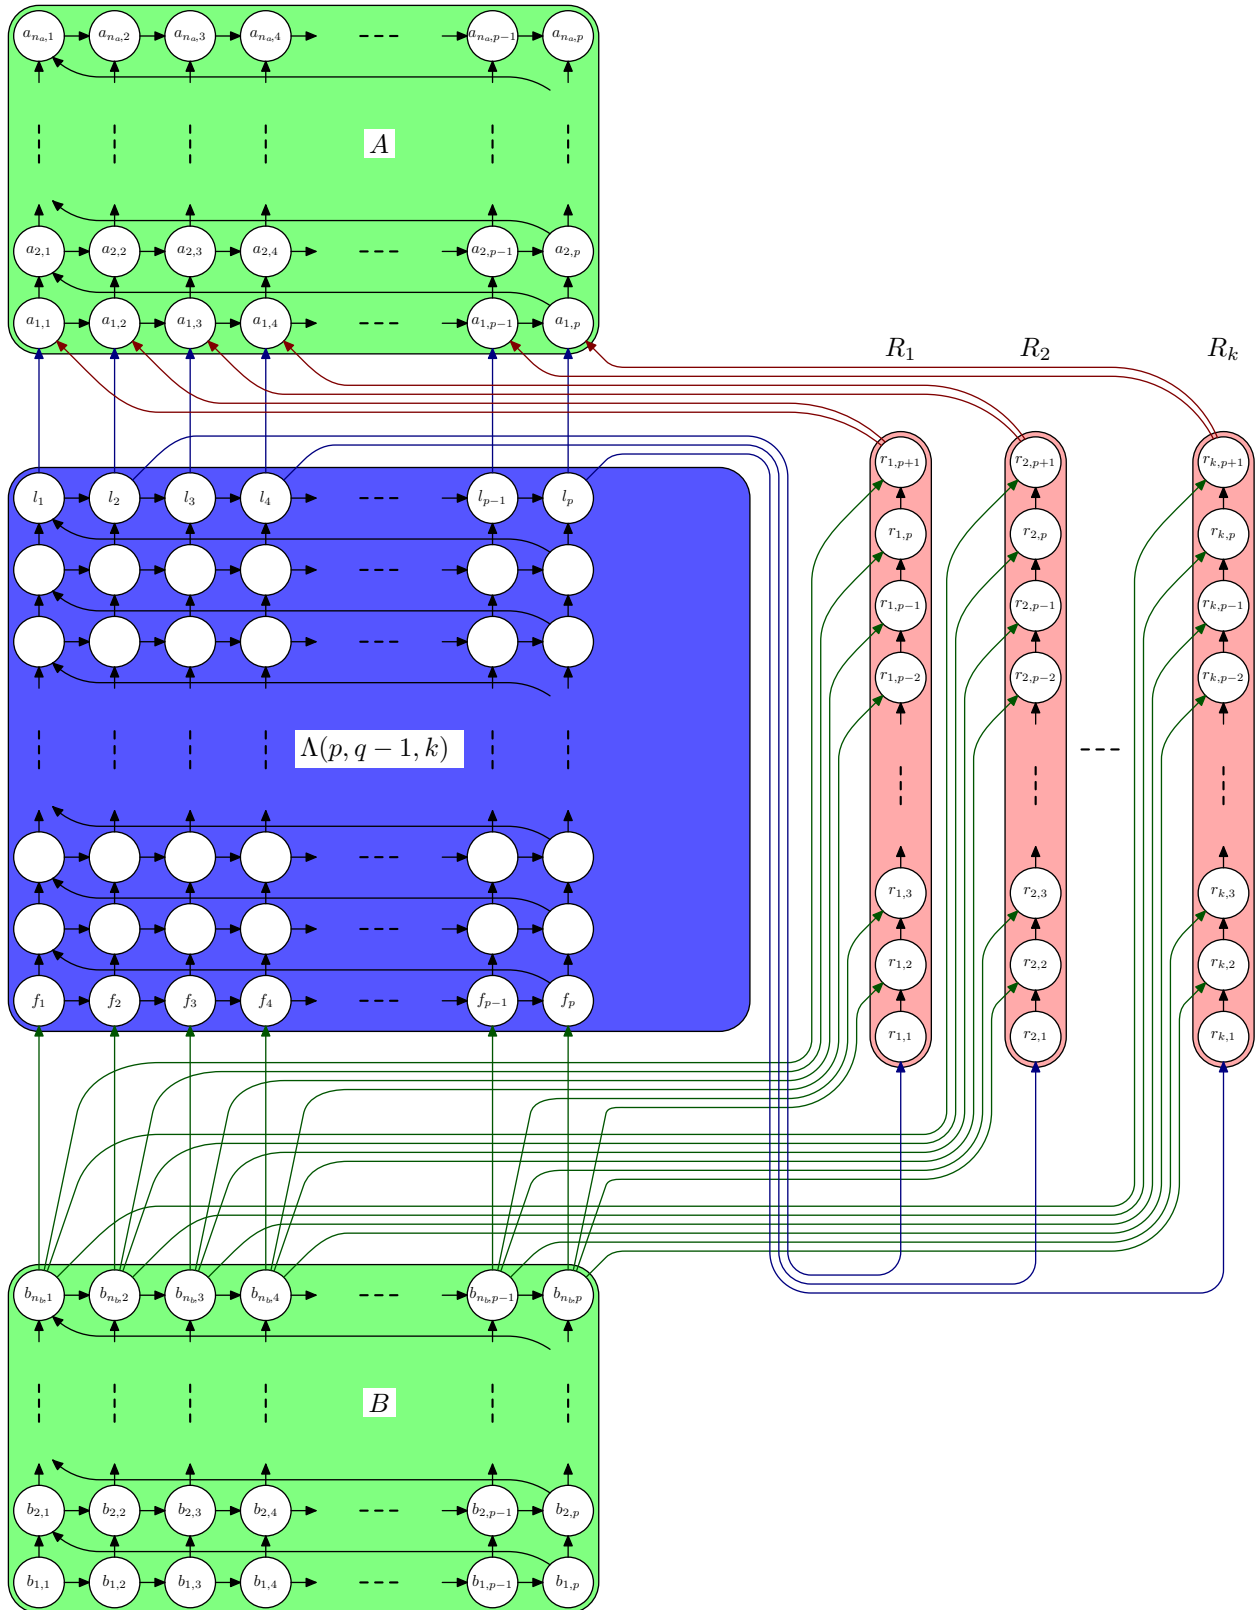 a_{n_a,1} a_{n_a,2} a_{n_a,3} a_{n_a,4} a_{n_a,p−1} a_{n_a,p}
A
a_{2,1} a_{2,2} a_{2,3} a_{2,4} a_{2,p−1} a_{2,p}
a_{1,1} a_{1,2} a_{1,3} a_{1,4} a_{1,p−1} a_{1,p}
R_1 R_2 R_k
r_{1,p+1} r_{2,p+1} r_{k,p+1}
l_1 l_2 l_3 l_4 l_{p−1} l_p
r_{1,p} r_{2,p} r_{k,p}
r_{1,p−1} r_{2,p−1} r_{k,p−1}
r_{1,p−2} r_{2,p−2} r_{k,p−2}
Λ(p, q − 1, k)
r_{1,3} r_{2,3} r_{k,3}
r_{1,2} r_{2,2} r_{k,2}
f_1 f_2 f_3 f_4 f_{p−1} f_p
r_{1,1} r_{2,1} r_{k,1}
b_{n_b,1} b_{n_b,2} b_{n_b,3} b_{n_b,4} b_{n_b,p−1} b_{n_b,p}
B
b_{2,1} b_{2,2} b_{2,3} b_{2,4} b_{2,p−1} b_{2,p}
b_{1,1} b_{1,2} b_{1,3} b_{1,4} b_{1,p−1} b_{1,p}